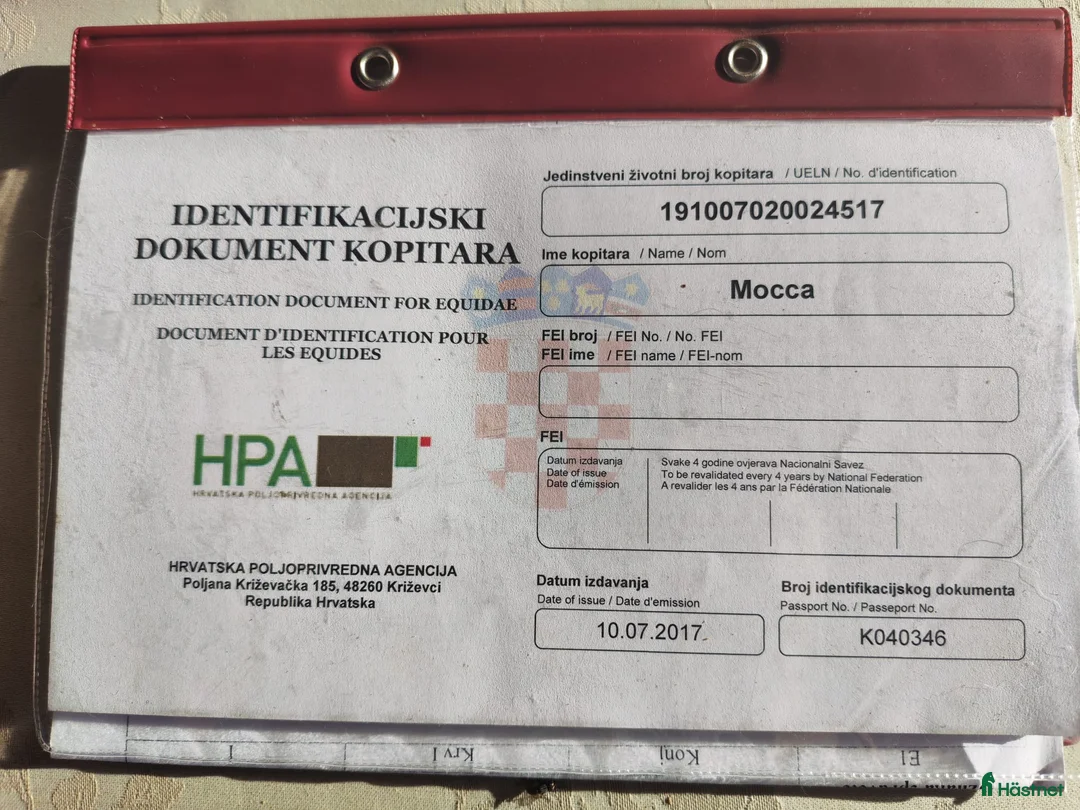 IDENTIFIKACIJSKI
DOKUMENT KOPITARA
IDENTIFICATION DOCUMENT FOR EQUIDAE
DOCUMENT D'IDENTIFICATION POUR
LES EQUIDES
HPA
HRVATSKA POLJOPRIVREDNA AGENCIJA
HRVATSKA POLJOPRIVREDNA AGENCIJA
Poljana Križevačka 185, 48260 Križevci
Republika Hrvatska
Jedinstveni životni broj kopitara / UELN / No. d'identification
191007020024517
Ime kopitara / Name / Nom
Mocca
FEI broj / FEI No. / No. FEI
FEI ime / FEI name / FEI-nom
FEI
Datum izdavanja
Date of issue
Date d'émission
Svake 4 godine ovjerava Nacionalni Savez
To be revalidated every 4 years by National Federation
A revalider les 4 ans par la Fédération Nationale
Datum izdavanja
Date of issue / Date d'emission
10.07.2017.
Broj identifikacijskog dokumenta
Passport No. / Passeport No.
K040346
Krv I
Konj
El
Hästnet